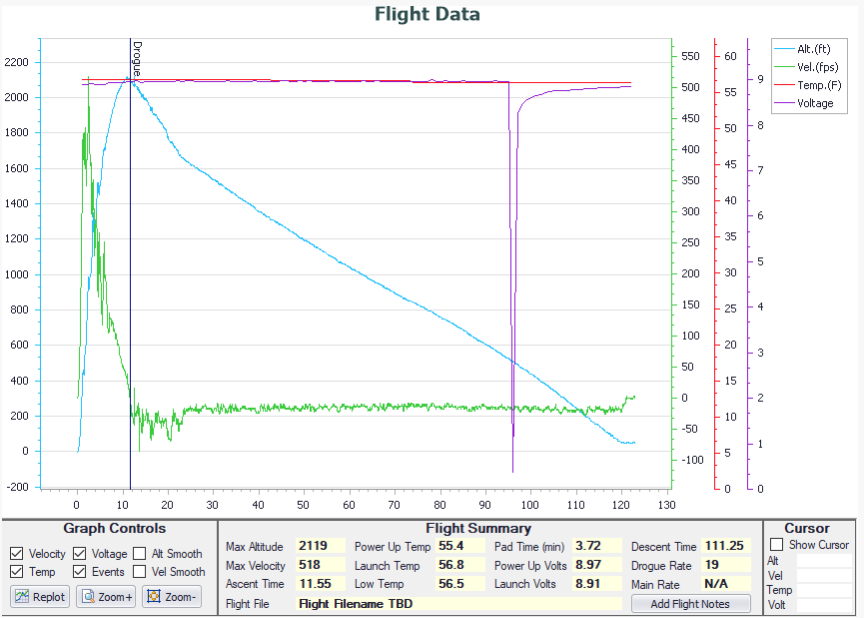 Flight Data
2200
2000
1800
1600
1400
1200
1000
800
600
400
200
0
-200
0 10 20 30 40 50 60 70 80 90 100 110 120 130
Drogue
550
500
450
400
350
300
250
200
150
100
50
0
-50
-100
60
55
50
45
40
35
30
25
20
15
10
5
0
9
8
7
6
5
4
3
2
1
0
Alt.(ft)
Vel.(fps)
Temp.(F)
Voltage
Graph Controls
Velocity Voltage Alt Smooth
Temp Events Vel Smooth
Replot Zoom+ Zoom-
Flight Summary
Max Altitude 2119 Power Up Temp 55.4 Pad Time (min) 3.72 Descent Time 111.25
Max Velocity 518 Launch Temp 56.8 Power Up Volts 8.97 Drogue Rate 19
Ascent Time 11.55 Low Temp 56.5 Launch Volts 8.91 Main Rate N/A
Flight File Flight Filename TBD Add Flight Notes
Cursor
Show Cursor
Alt
Vel
Temp
Volt